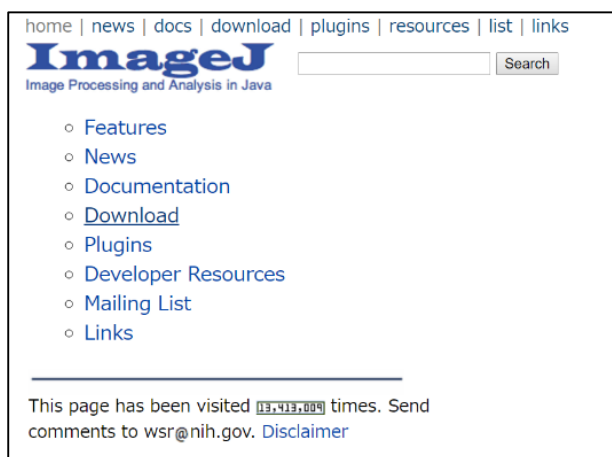 home | news | docs | download | plugins | resources | list | links
ImageJ
Search
Image Processing and Analysis in Java
Features
News
Documentation
Download
Plugins
Developer Resources
Mailing List
Links
This page has been visited 13,413,009 times. Send
comments to wsr@nih.gov. Disclaimer